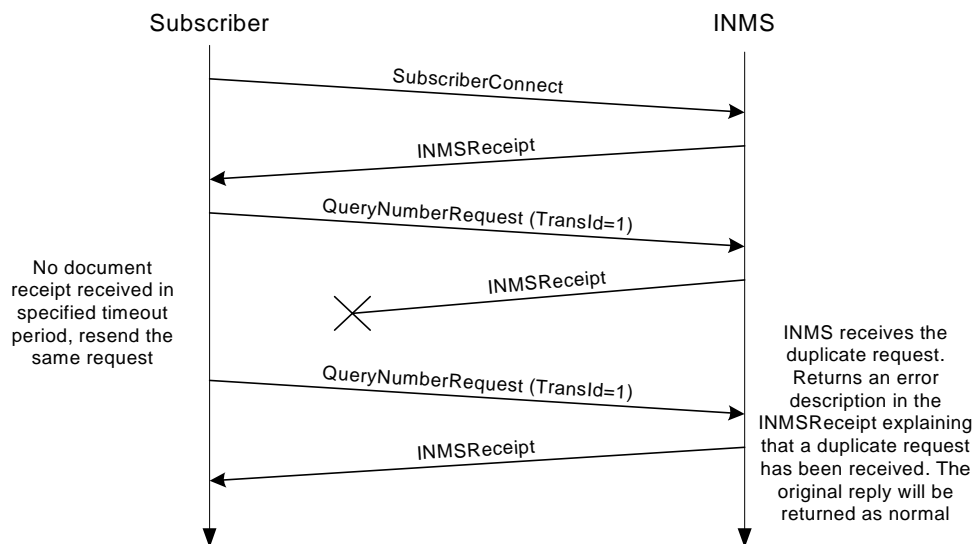 Subscriber
INMS
SubscriberConnect
INMSReceipt
QueryNumberRequest (TransId=1)
INMSReceipt
No document
receipt received in
specified timeout
period, resend the
same request
QueryNumberRequest (TransId=1)
INMSReceipt
INMS receives the
duplicate request.
Returns an error
description in the
INMSReceipt explaining
that a duplicate request
has been received. The
original reply will be
returned as normal